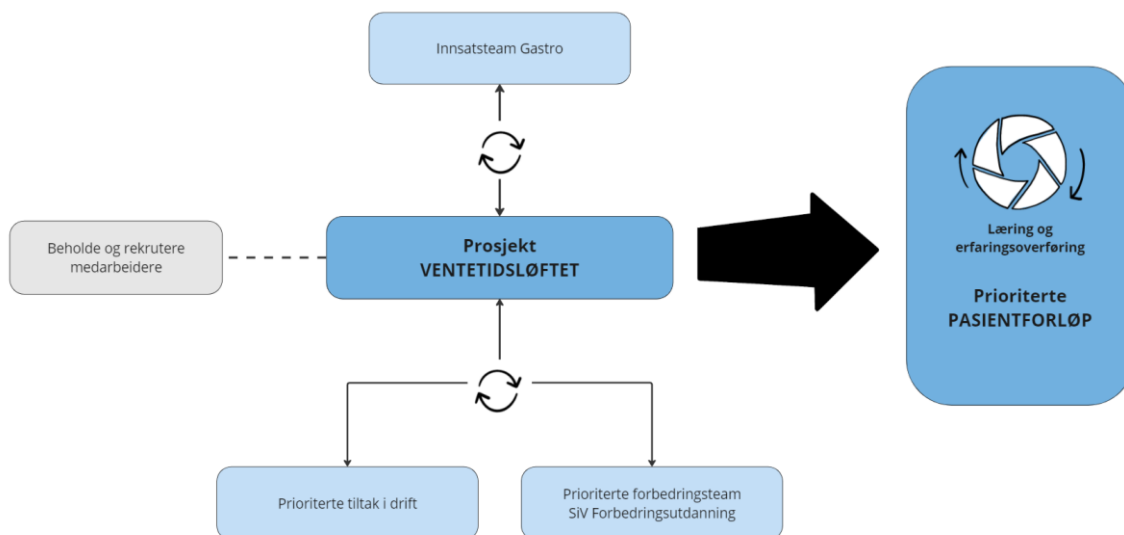 Innsatsteam Gastro
Beholde og rekrutere
medarbeidere
Prosjekt
VENTETIDSLØFTET
Læring og
erfaringsoverføring
Prioriterte
PASIENTFORLØP
Prioriterte tiltak i drift
Prioriterte forbedringsteam
SiV Forbedringsutdanning